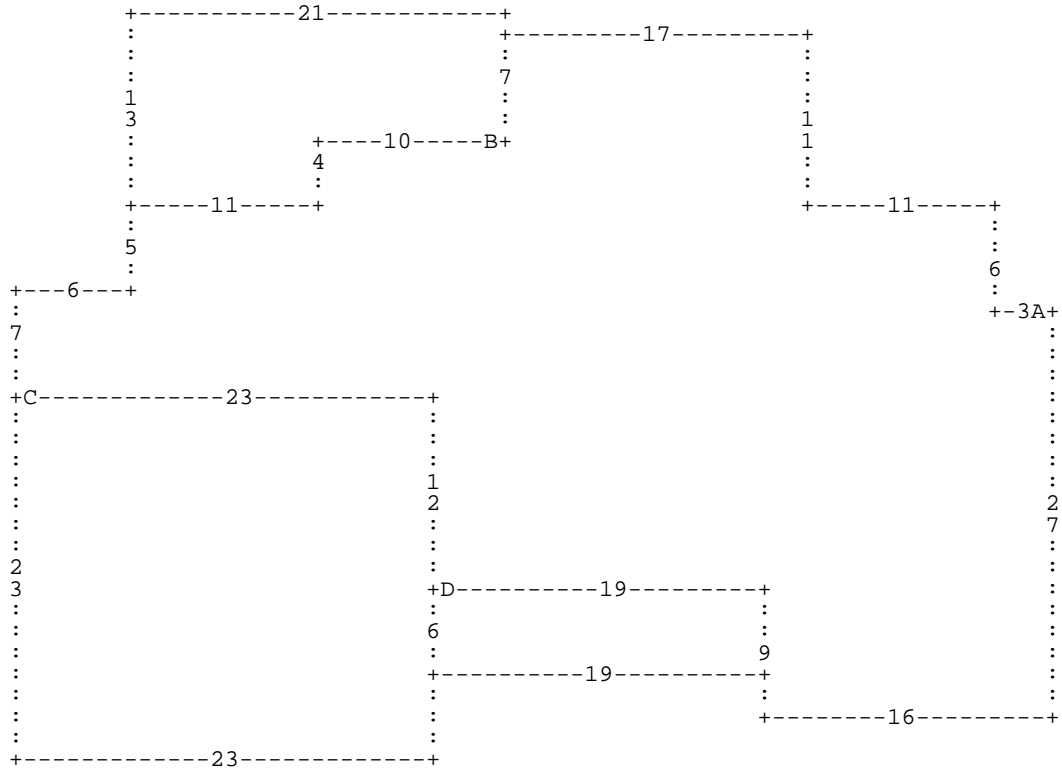 +-----------21------------+
        :                         +---------17---------+
        :                         :                    :
        :                         7                    :
        1                         :                    :
        3                         :                    1
        :            +----10-----B+                    1
        :            4                                 :
        :            :                                 :
        +-----11-----+                                 +-----11-----+
        :                                                           :
        5                                                           :
        :                                                           6
+---6---+                                                           :
:                                                                   +-3A+
7                                                                       :
:                                                                       :
:                                                                       :
+C-------------23------------+                                          :
:                            :                                          :
:                            :                                          :
:                            :                                          :
:                            1                                          :
:                            2                                          2
:                            :                                          7
:                            :                                          :
2                            :                                          :
3                            +D----------19---------+                   :
:                            :                      :                   :
:                            6                      :                   :
:                            :                      9                   :
:                            +----------19----------+                   :
:                            :                      :                   :
:                            :                      +--------16---------+
:                            :
+-------------23-------------+